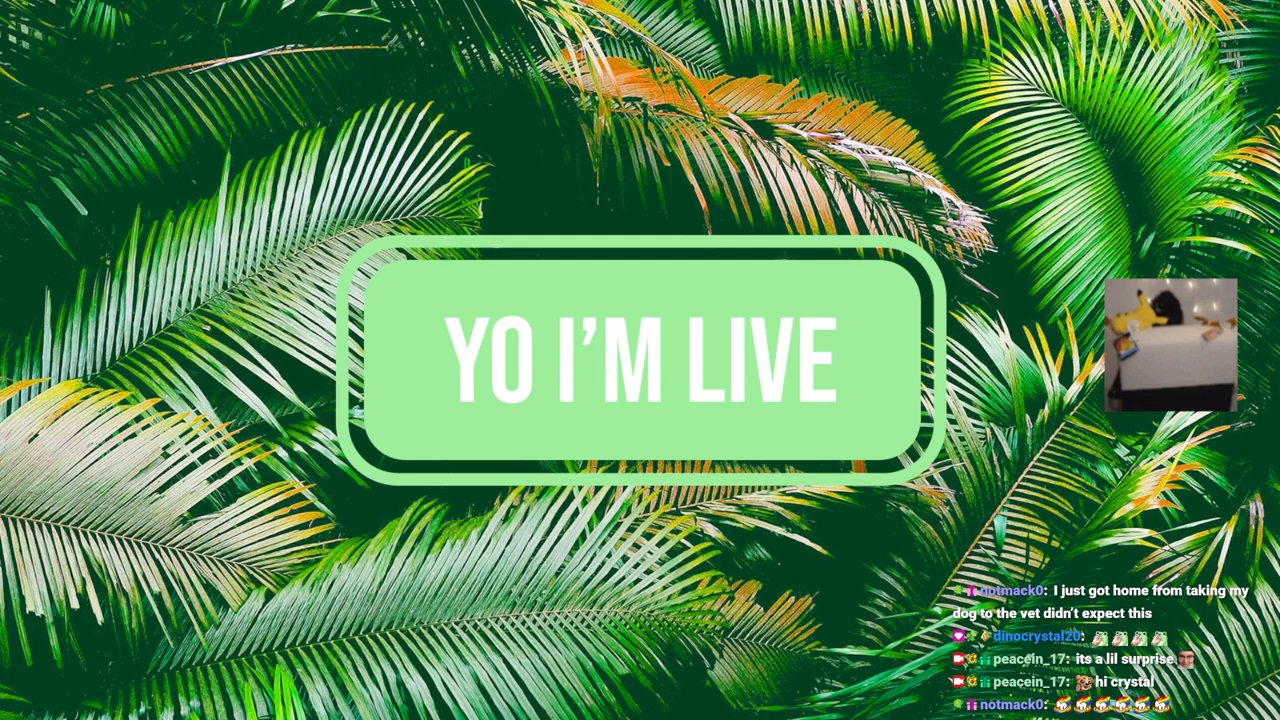 YO I’M LIVE
notmack0: I just got home from taking my
dog to the vet didn’t expect this
dinocrystal20:
peacein_17: its a lil surprise
peacein_17: hi crystal
notmack0: